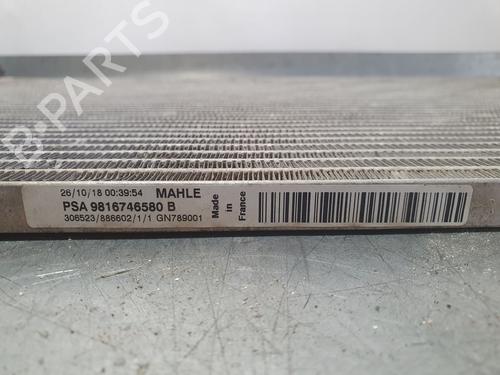 B-PARTS
26/10/18 00:39:54 MAHLE
PSA 9816746580 B
306523/886602/1/1 GN789001
Made in France